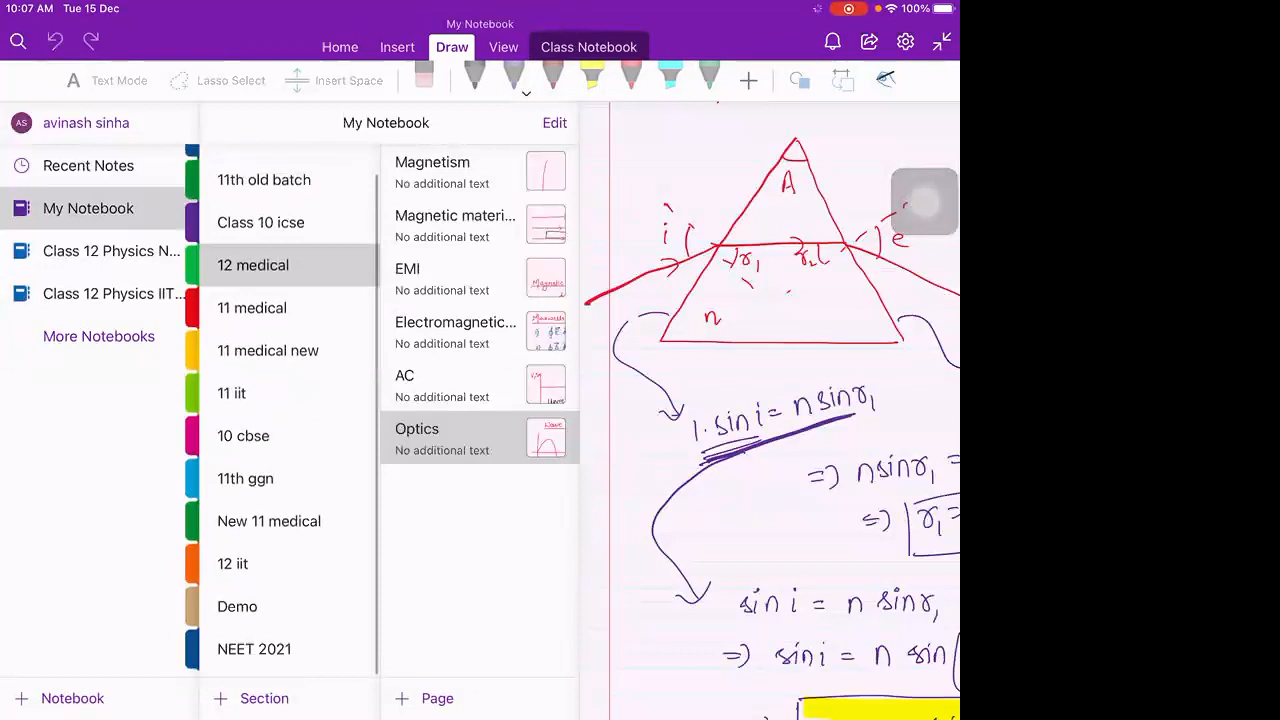 10:07 AM Tue 15 Dec
100%
My Notebook
Home Insert Draw View Class Notebook
A Text Mode Lasso Select Insert Space
AS avinash sinha
Recent Notes
My Notebook
Class 12 Physics N...
Class 12 Physics IIT...
More Notebooks
+ Notebook
11th old batch
Class 10 icse
12 medical
11 medical
11 medical new
11 iit
10 cbse
11th ggn
New 11 medical
12 iit
Demo
NEET 2021
+ Section
My Notebook Edit
Magnetism
No additional text
Magnetic materi...
No additional text
EMI
No additional text
Electromagnetic...
No additional text
AC
No additional text
Optics
No additional text
+ Page
A
i e
r₁ r₂
n
1. sin i = n sin r₁
=) n sin r₁ =
=) r₁ =
sin i = n sin r₁
=) sin i = n sin